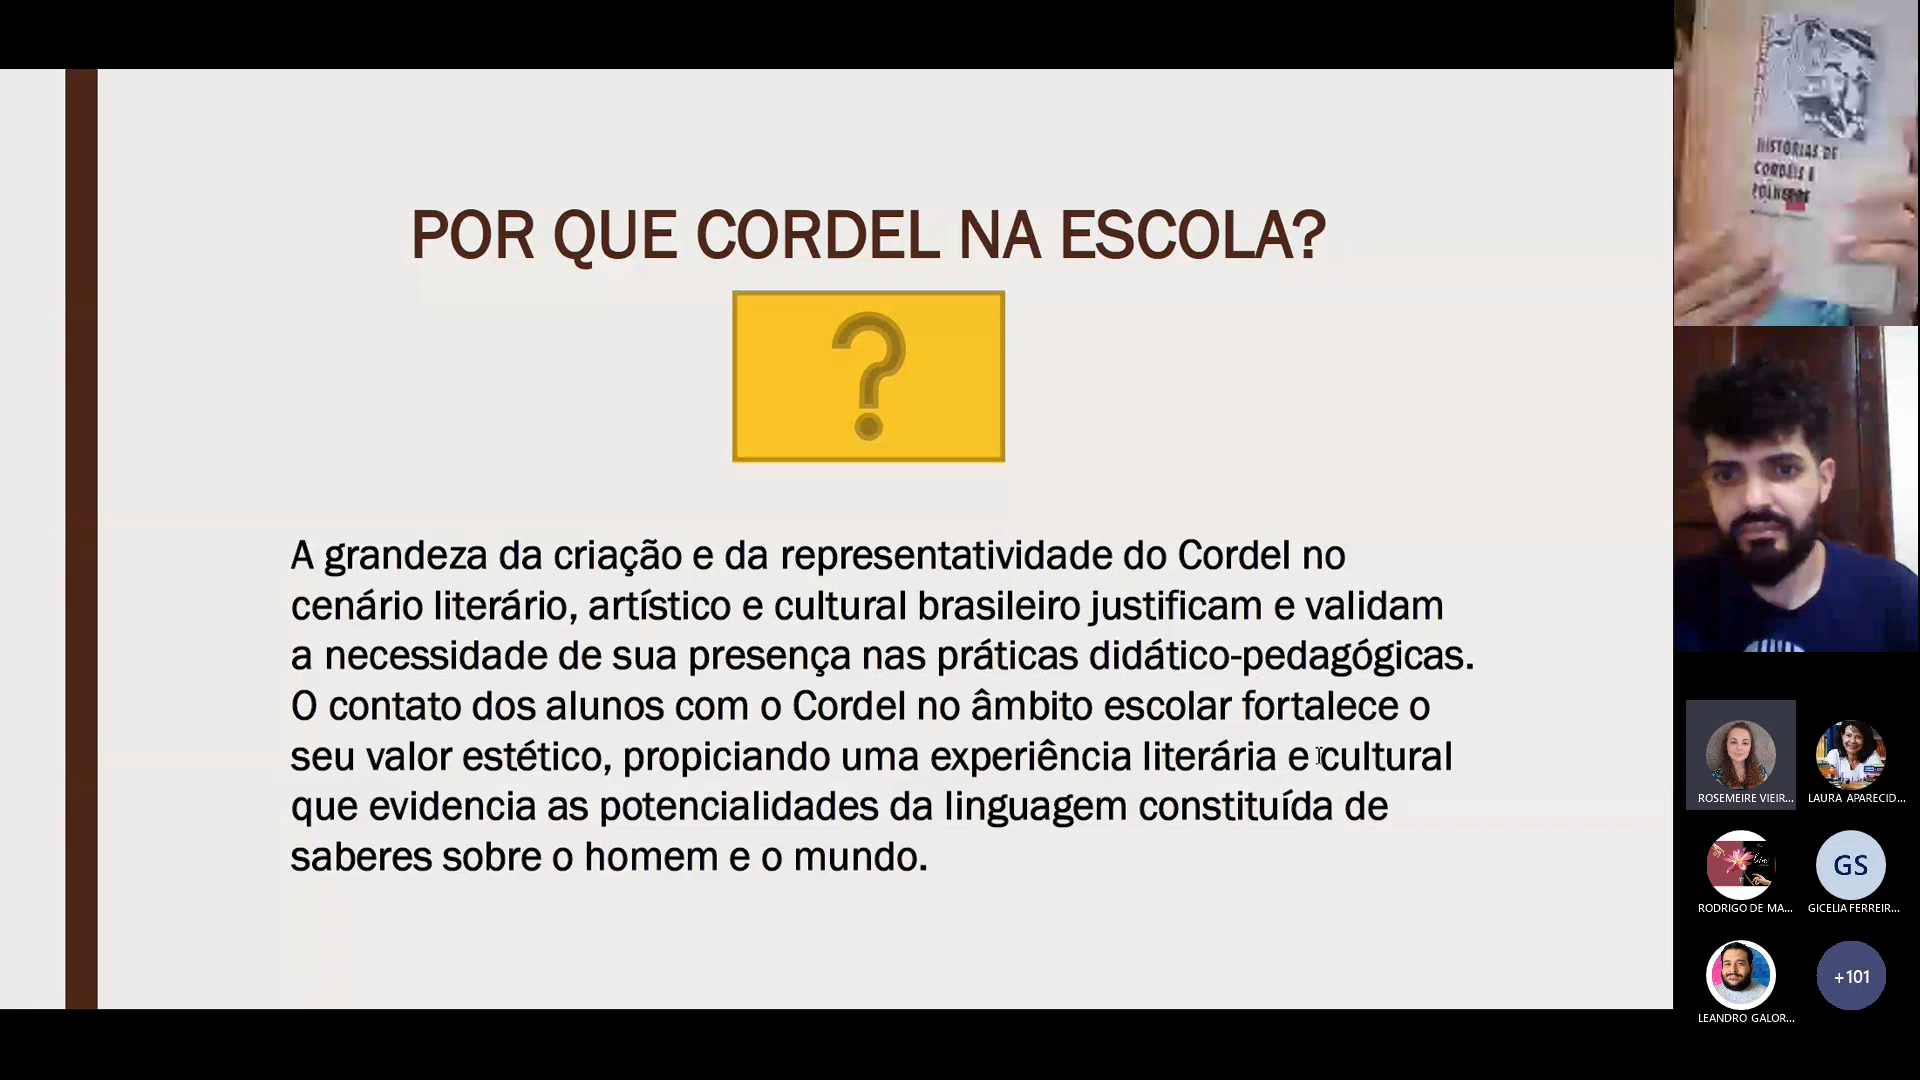 POR QUE CORDEL NA ESCOLA?
?
A grandeza da criação e da representatividade do Cordel no
cenário literário, artístico e cultural brasileiro justificam e validam
a necessidade de sua presença nas práticas didático-pedagógicas.
O contato dos alunos com o Cordel no âmbito escolar fortalece o
seu valor estético, propiciando uma experiência literária e cultural
que evidencia as potencialidades da linguagem constituída de
saberes sobre o homem e o mundo.
HISTÓRIAS DE
CORDÉIS E
FOLHETOS
ROSEMEIRE VIEIR...
LAURA APARECID...
RODRIGO DE MA...
GS
GICELIA FERREIR...
LEANDRO GALOR...
+101